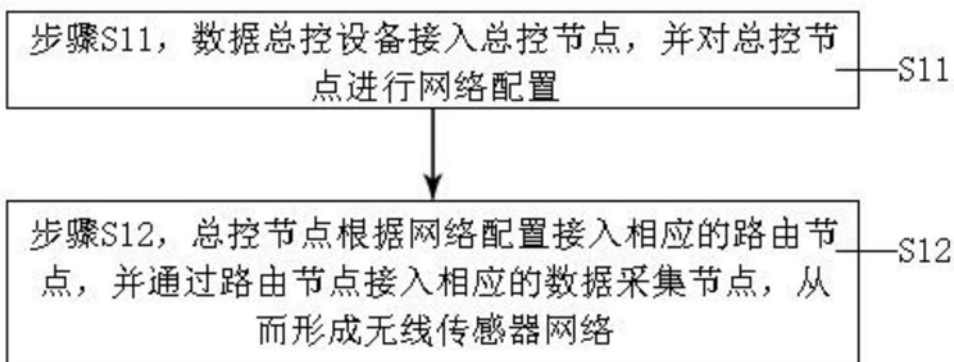 步骤S11，数据总控设备接入总控节点，并对总控节
点进行网络配置
S11
步骤S12，总控节点根据网络配置接入相应的路由节
点，并通过路由节点接入相应的数据采集节点，从
而形成无线传感器网络
S12